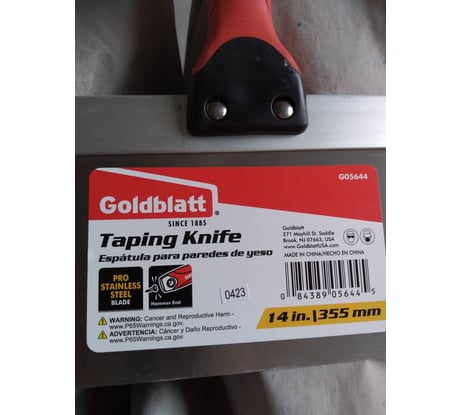 G05644
Goldblatt
SINCE 1885
Taping Knife
Espátula para paredes de yeso
Goldblatt
271 Mayhill St. Saddle
Brook, NJ 07663, USA
www.GoldblattUSA.com
MADE IN CHINA/HECHO EN CHINA
PRO
STAINLESS
STEEL
BLADE
Hammer End
0423
0 84389 05644 5
WARNING: Cancer and Reproductive Harm -
www.P65Warnings.ca.gov.
ADVERTENCIA: Cáncer y Daño Reproductivo -
www.P65Warnings.ca.gov.
14 in.\355 mm